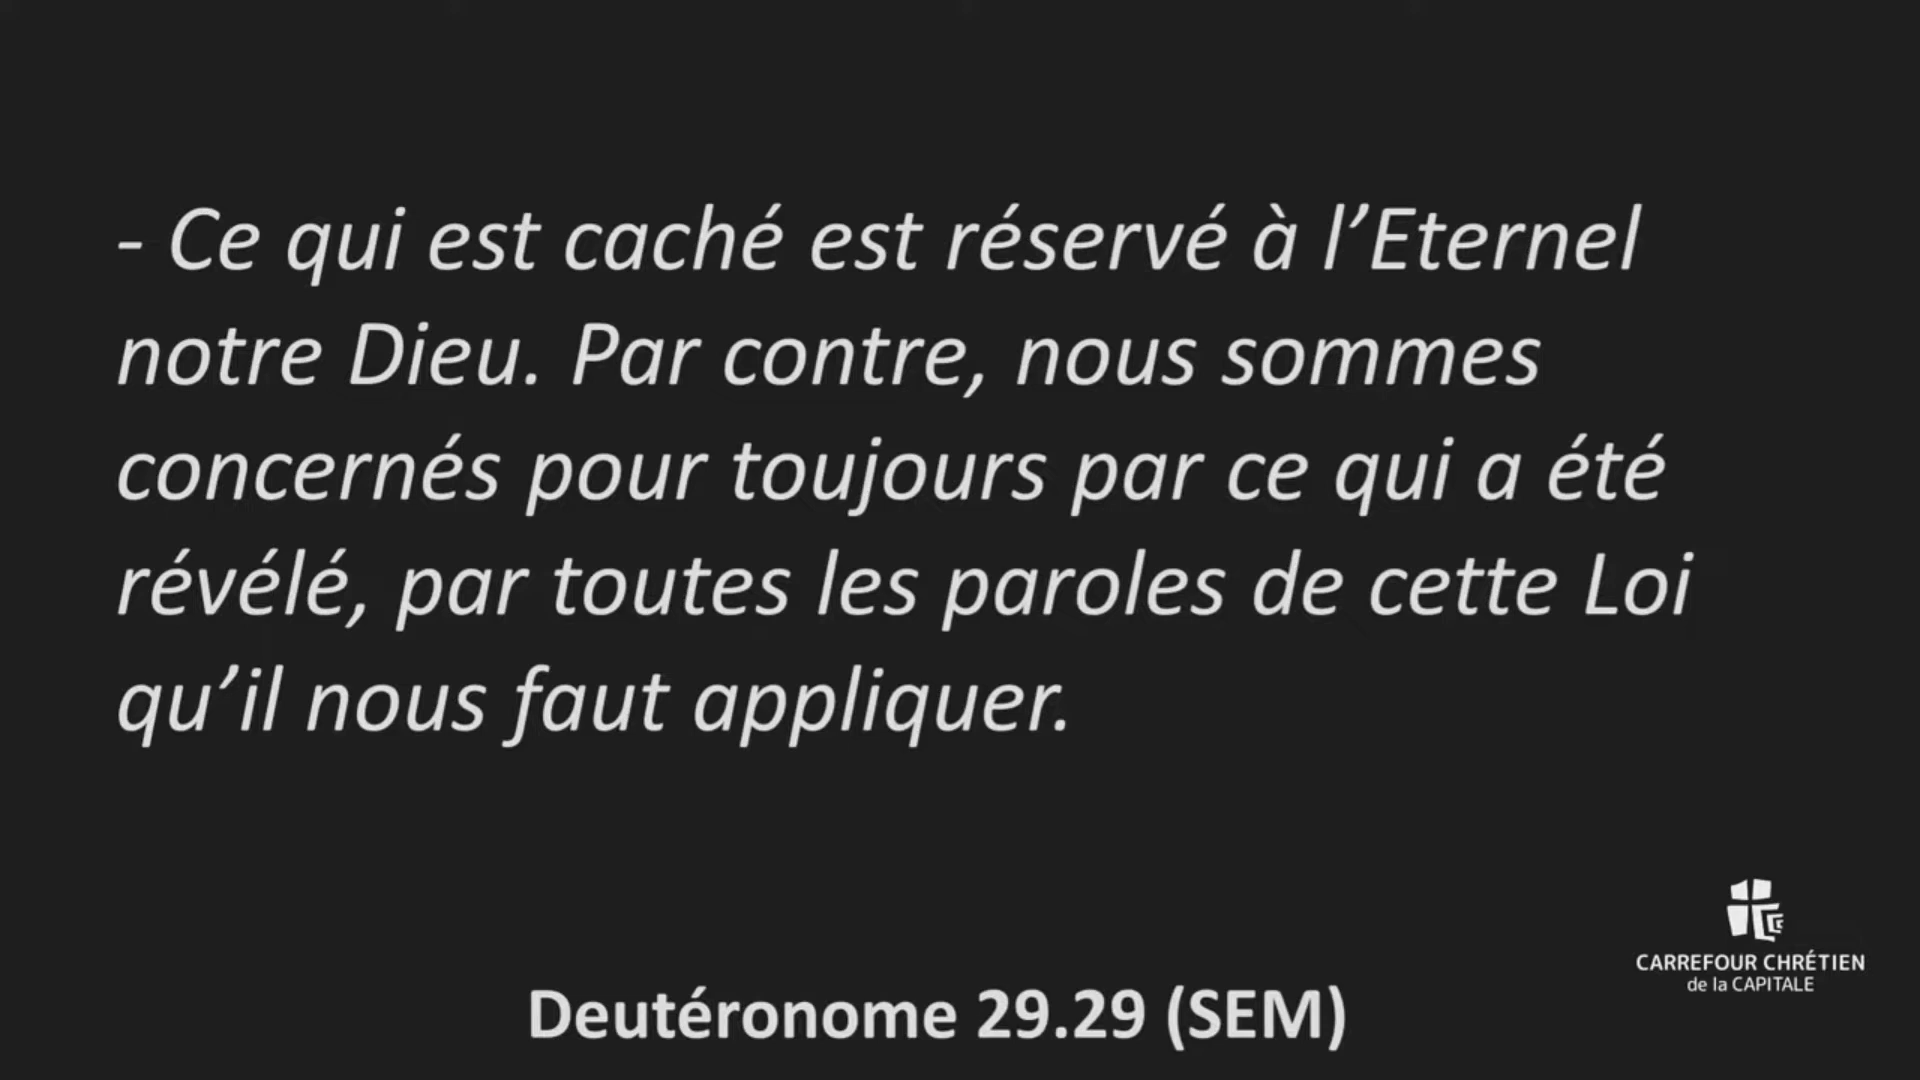 - Ce qui est caché est réservé à l’Eternel
notre Dieu. Par contre, nous sommes
concernés pour toujours par ce qui a été
révélé, par toutes les paroles de cette Loi
qu’il nous faut appliquer.
CARREFOUR CHRÉTIEN
de la CAPITALE
Deutéronome 29.29 (SEM)